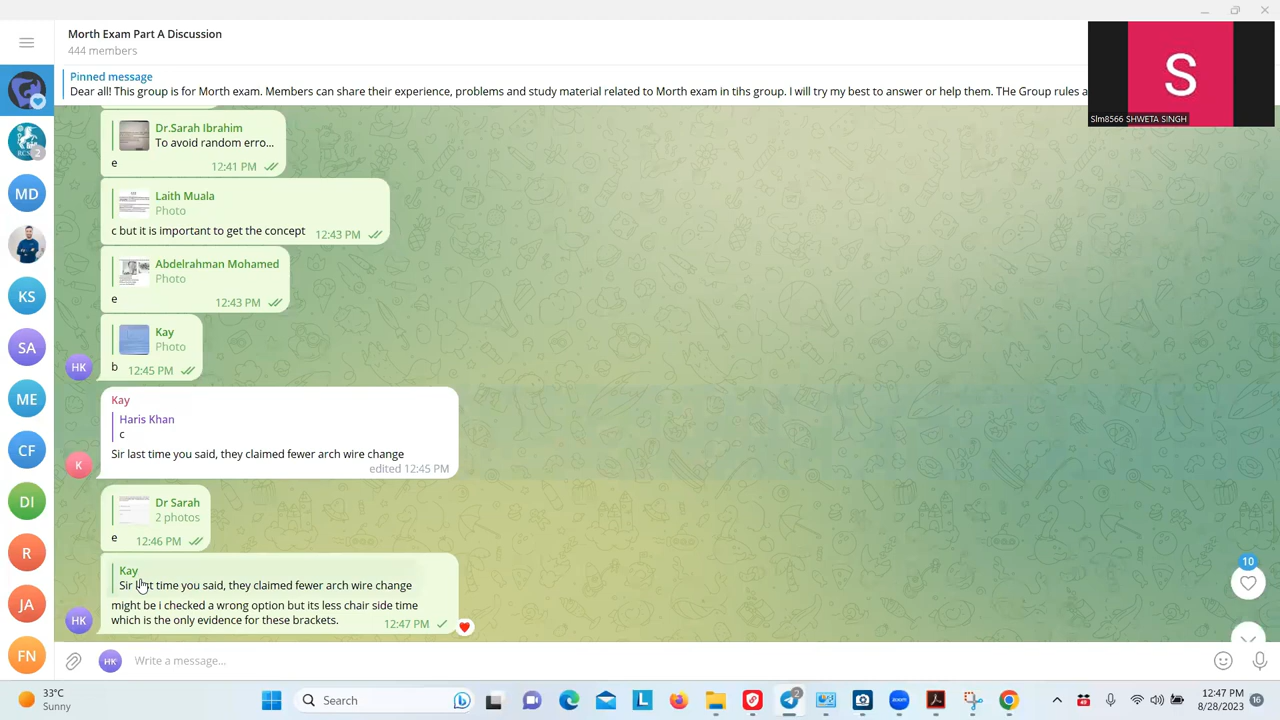 Morth Exam Part A Discussion
444 members
Pinned message
Dear all! This group is for Morth exam. Members can share their experience, problems and study material related to Morth exam in tihs group. I will try my best to answer or help them. THe Group rules a
S
Slm8566 SHWETA SINGH
Dr.Sarah Ibrahim
To avoid random erro...
e
12:41 PM
Laith Muala
Photo
c but it is important to get the concept
12:43 PM
Abdelrahman Mohamed
Photo
e
12:43 PM
Kay
Photo
b
12:45 PM
HK
Kay
Haris Khan
c
Sir last time you said, they claimed fewer arch wire change
edited 12:45 PM
K
Dr Sarah
2 photos
e
12:46 PM
Kay
Sir last time you said, they claimed fewer arch wire change
might be i checked a wrong option but its less chair side time
which is the only evidence for these brackets.
12:47 PM
HK
10
HK
Write a message...
RCS
2
MD
KS
SA
ME
CF
DI
R
JA
FN
33°C
Sunny
Search
L
2
49
12:47 PM
8/28/2023
16